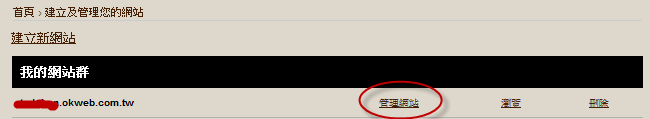 首頁 › 建立及管理您的網站
建立新網站
我的網站群
.okweb.com.tw 管理網站 瀏覽 刪除